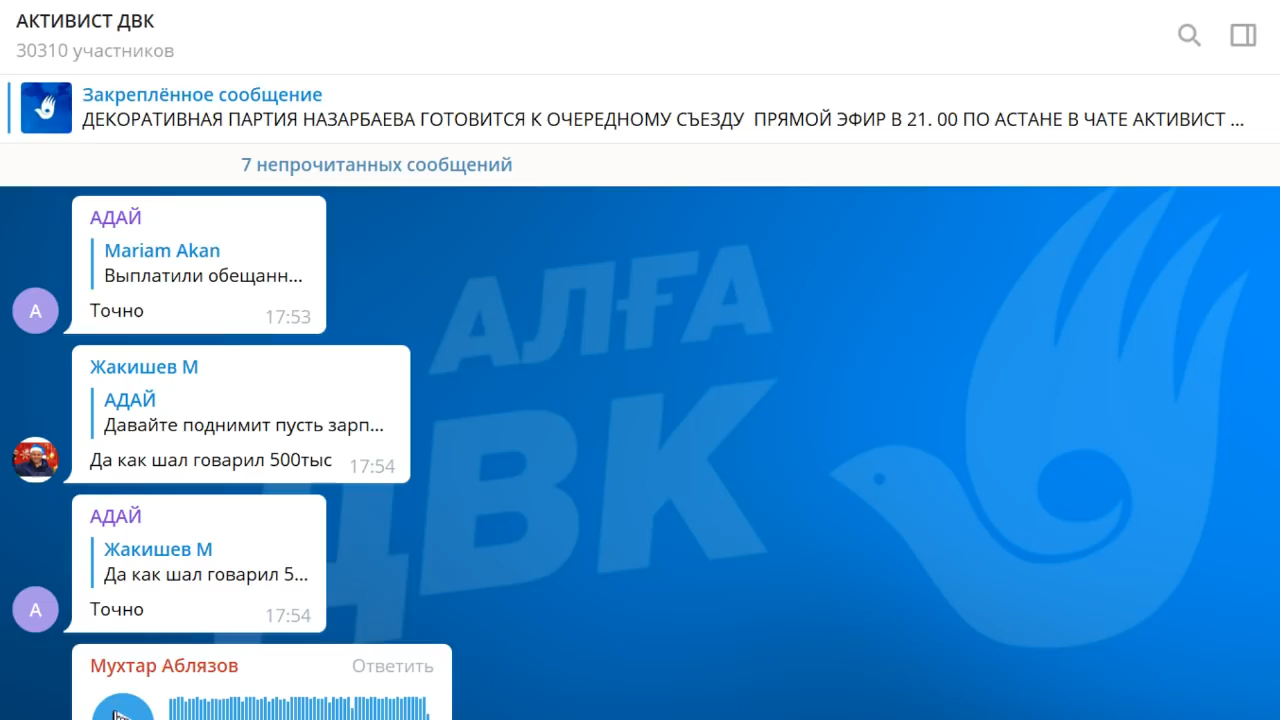 АКТИВИСТ ДВК
30310 участников
Закреплённое сообщение
ДЕКОРАТИВНАЯ ПАРТИЯ НАЗАРБАЕВА ГОТОВИТСЯ К ОЧЕРЕДНОМУ СЪЕЗДУ ПРЯМОЙ ЭФИР В 21. 00 ПО АСТАНЕ В ЧАТЕ АКТИВИСТ ...
7 непрочитанных сообщений
АДАЙ
Mariam Akan
Выплатили обещанн...
А
Точно
17:53
Жакишев М
АДАЙ
Давайте поднимит пусть зарп...
Да как шал говарил 500тыс
17:54
АДАЙ
Жакишев М
Да как шал говарил 5...
А
Точно
17:54
Мухтар Аблязов
Ответить
АЛҒА
ДВК